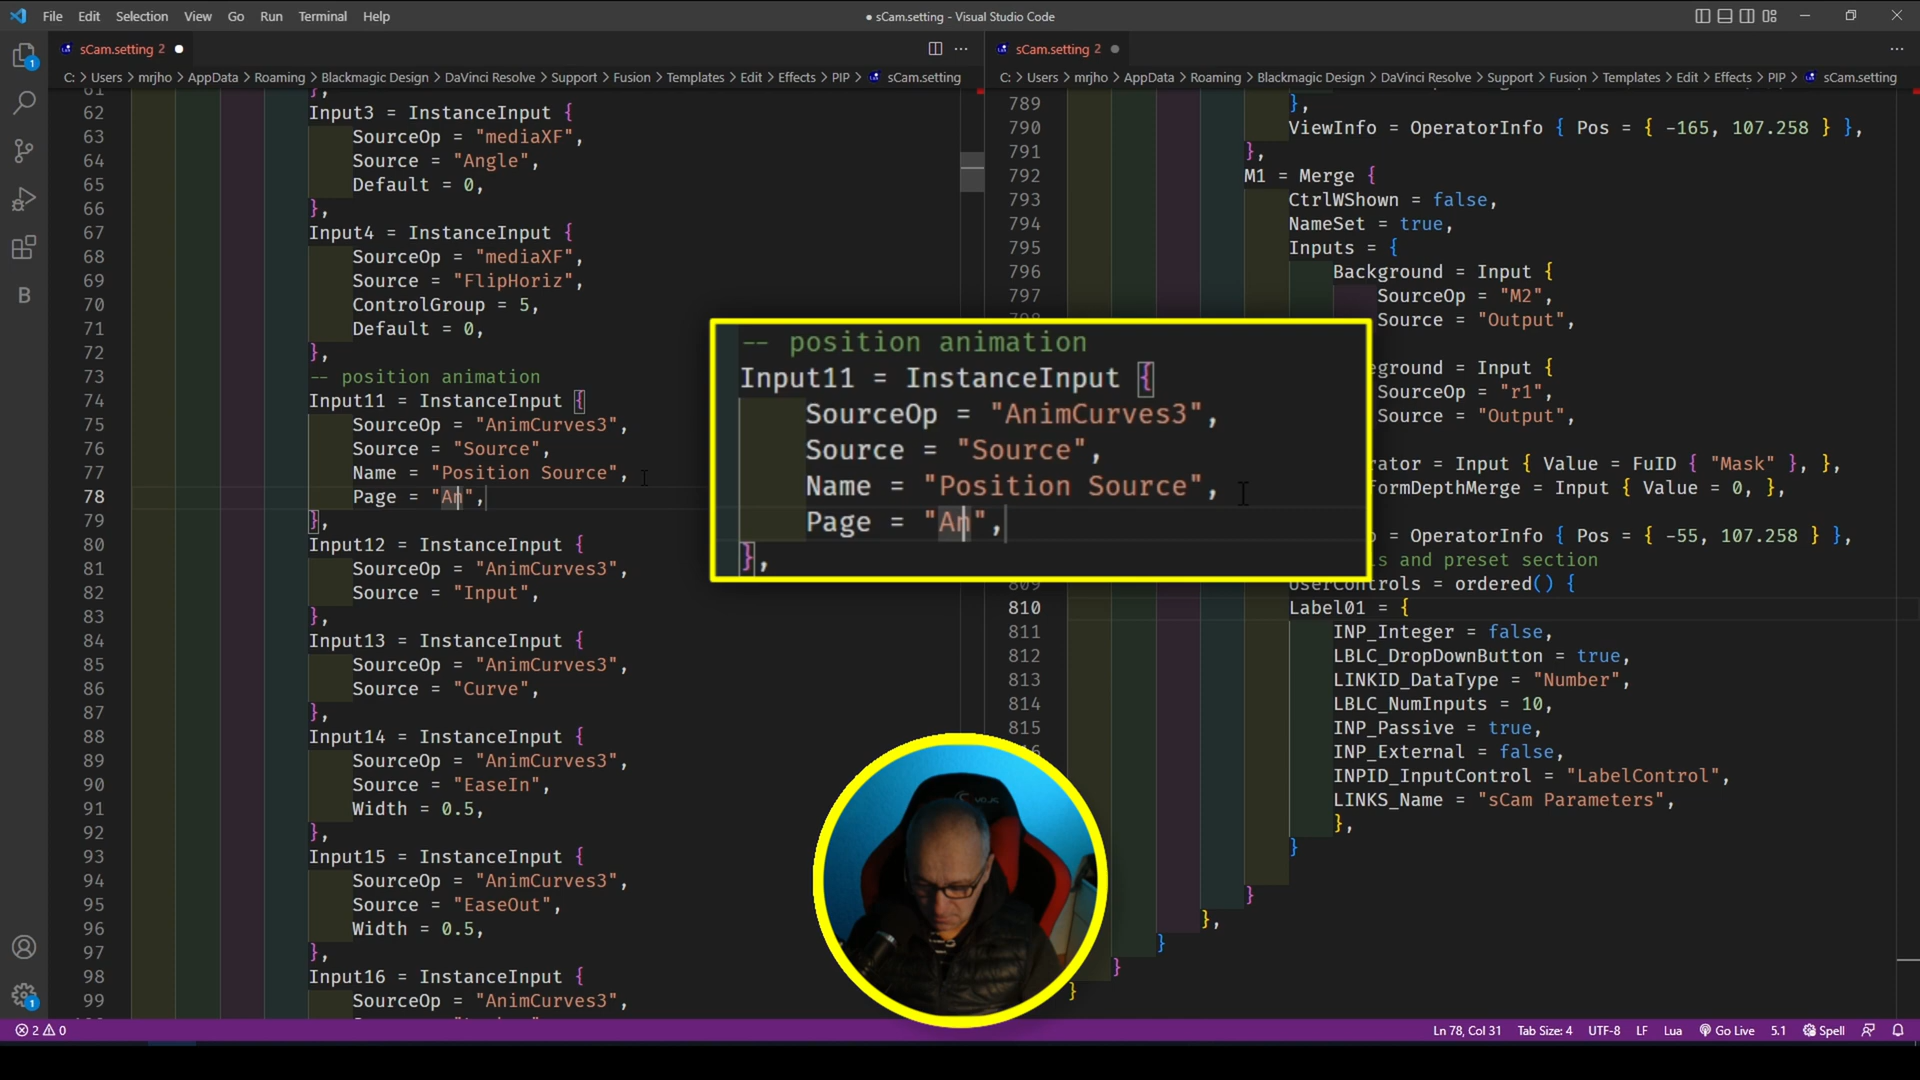 File Edit Selection View Go Run Terminal Help
● sCam.setting - Visual Studio Code
sCam.setting 2 ●
C: > Users > mrjho > AppData > Roaming > Blackmagic Design > DaVinci Resolve > Support > Fusion > Templates > Edit > Effects > PIP > sCam.setting
61 },
62 Input3 = InstanceInput {
63 SourceOp = "mediaXF",
64 Source = "Angle",
65 Default = 0,
66 },
67 Input4 = InstanceInput {
68 SourceOp = "mediaXF",
69 Source = "FlipHoriz",
70 ControlGroup = 5,
71 Default = 0,
72 },
73 -- position animation
74 Input11 = InstanceInput {
75 SourceOp = "AnimCurves3",
76 Source = "Source",
77 Name = "Position Source",
78 Page = "An",
79 },
80 Input12 = InstanceInput {
81 SourceOp = "AnimCurves3",
82 Source = "Input",
83 },
84 Input13 = InstanceInput {
85 SourceOp = "AnimCurves3",
86 Source = "Curve",
87 },
88 Input14 = InstanceInput {
89 SourceOp = "AnimCurves3",
90 Source = "EaseIn",
91 Width = 0.5,
92 },
93 Input15 = InstanceInput {
94 SourceOp = "AnimCurves3",
95 Source = "EaseOut",
96 Width = 0.5,
97 },
98 Input16 = InstanceInput {
99 SourceOp = "AnimCurves3",
-- position animation
Input11 = InstanceInput {
SourceOp = "AnimCurves3",
Source = "Source",
Name = "Position Source",
Page = "An",
},
sCam.setting 2 ●
C: > Users > mrjho > AppData > Roaming > Blackmagic Design > DaVinci Resolve > Support > Fusion > Templates > Edit > Effects > PIP > sCam.setting
789 },
790 ViewInfo = OperatorInfo { Pos = { -165, 107.258 } },
791 },
792 M1 = Merge {
793 CtrlWShown = false,
794 NameSet = true,
795 Inputs = {
796 Background = Input {
797 SourceOp = "M2",
Source = "Output",
eground = Input {
SourceOp = "r1",
Source = "Output",
rator = Input { Value = FuID { "Mask" }, },
formDepthMerge = Input { Value = 0, },
o = OperatorInfo { Pos = { -55, 107.258 } },
ls and preset section
809 UserControls = ordered() {
810 Label01 = {
811 INP_Integer = false,
812 LBLC_DropDownButton = true,
813 LINKID_DataType = "Number",
814 LBLC_NumInputs = 10,
815 INP_Passive = true,
INP_External = false,
INPID_InputControl = "LabelControl",
LINKS_Name = "sCam Parameters",
},
}
}
},
}
}
}
2 0 Ln 78, Col 31 Tab Size: 4 UTF-8 LF Lua Go Live 5.1 Spell